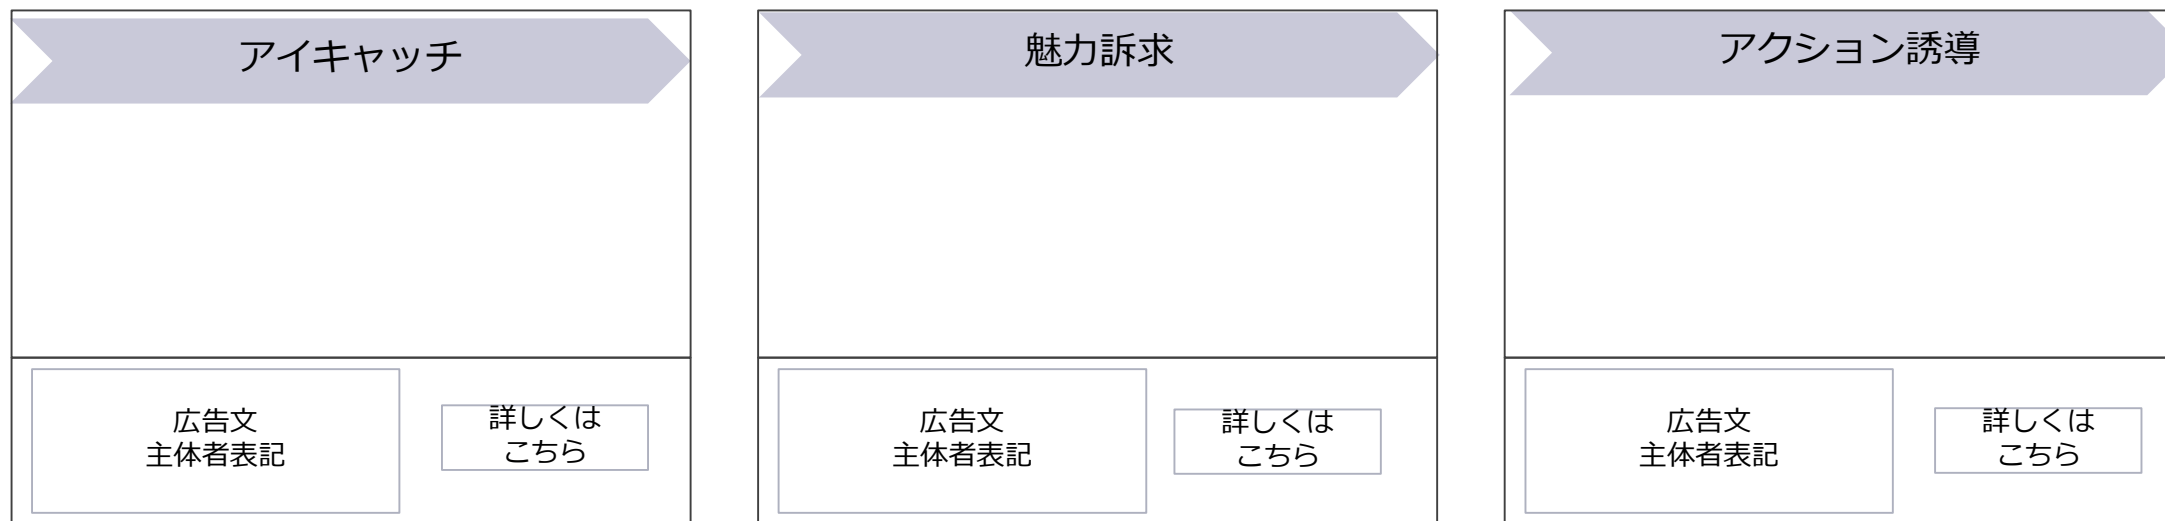 アイキャッチ
魅力訴求
アクション誘導
広告文
主体者表記
詳しくは
こちら
広告文
主体者表記
詳しくは
こちら
広告文
主体者表記
詳しくは
こちら